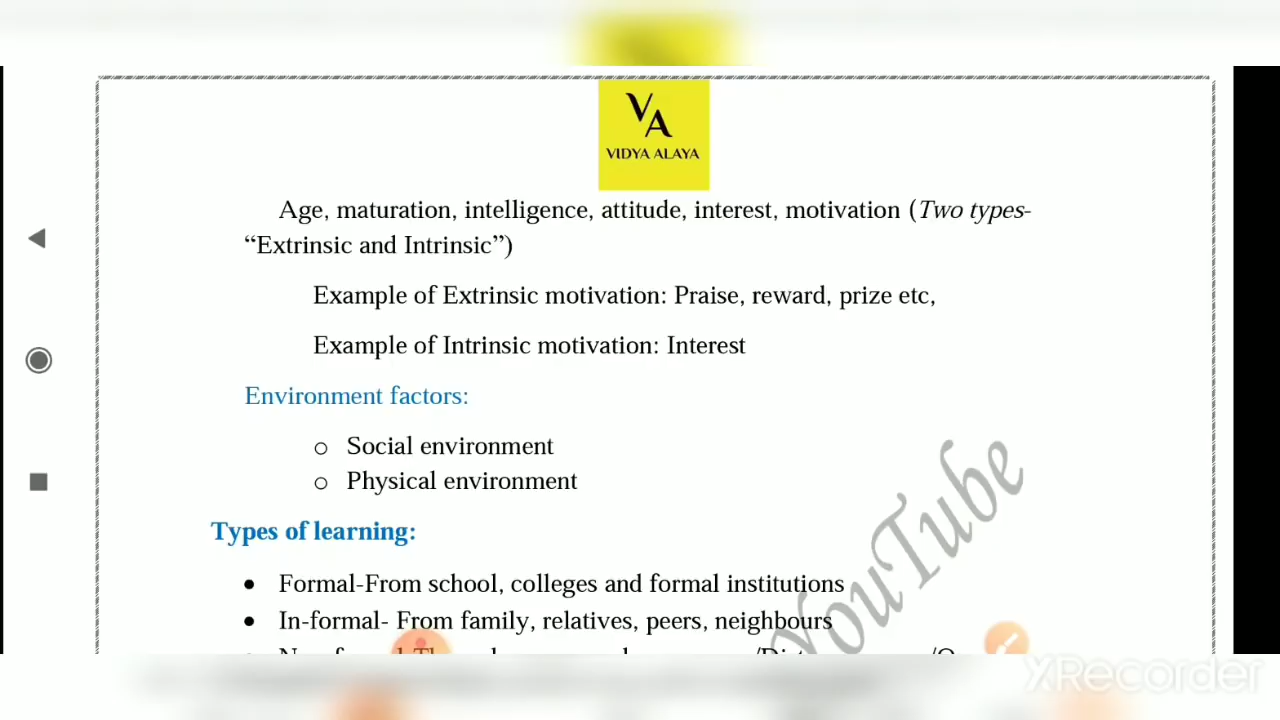 VA
VIDYA ALAYA
Age, maturation, intelligence, attitude, interest, motivation (Two types-
“Extrinsic and Intrinsic”)
Example of Extrinsic motivation: Praise, reward, prize etc,
Example of Intrinsic motivation: Interest
Environment factors:
o Social environment
o Physical environment
Types of learning:
• Formal-From school, colleges and formal institutions
• In-formal- From family, relatives, peers, neighbours
YouTube
XRecorder